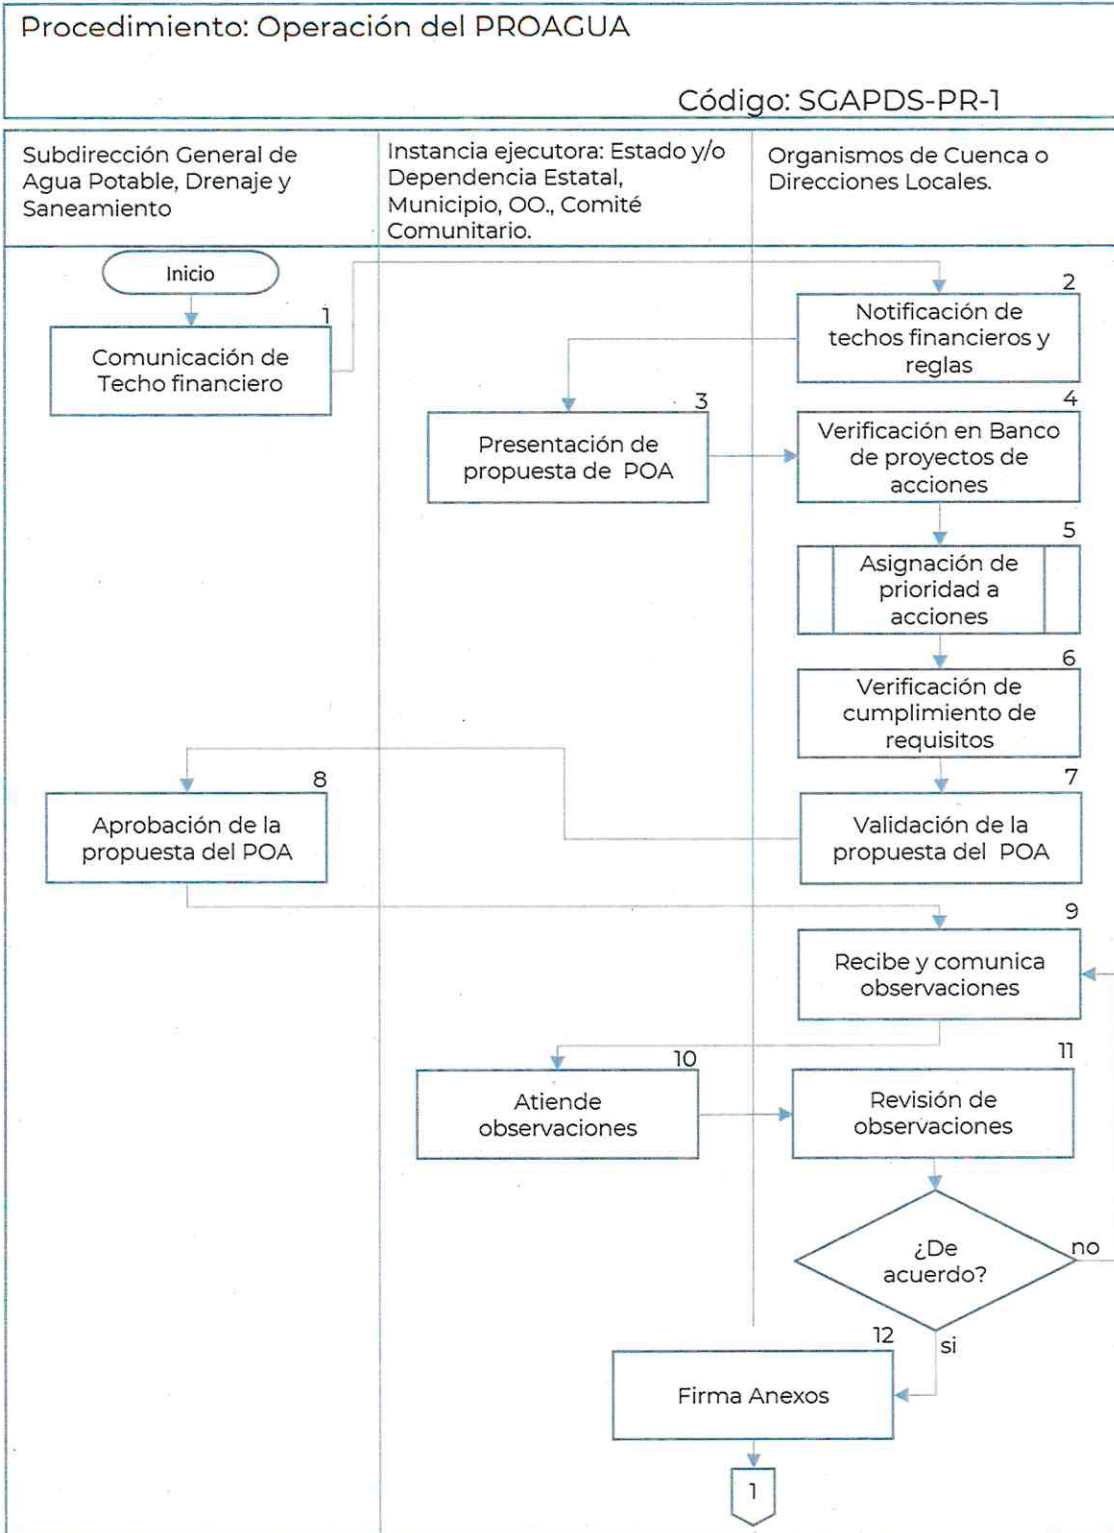 Procedimiento: Operación del PROAGUA
Código: SGAPDS-PR-1
Subdirección General de
Agua Potable, Drenaje y
Saneamiento
Instancia ejecutora: Estado y/o
Dependencia Estatal,
Municipio, OO., Comité
Comunitario.
Organismos de Cuenca o
Direcciones Locales.
Inicio
1
Comunicación de
Techo financiero
2
Notificación de
techos financieros y
reglas
3
Presentación de
propuesta de POA
4
Verificación en Banco
de proyectos de
acciones
5
Asignación de
prioridad a
acciones
6
Verificación de
cumplimiento de
requisitos
7
Validación de la
propuesta del POA
8
Aprobación de la
propuesta del POA
9
Recibe y comunica
observaciones
10
Atiende
observaciones
11
Revisión de
observaciones
¿De
acuerdo?
no
si
12
Firma Anexos
1